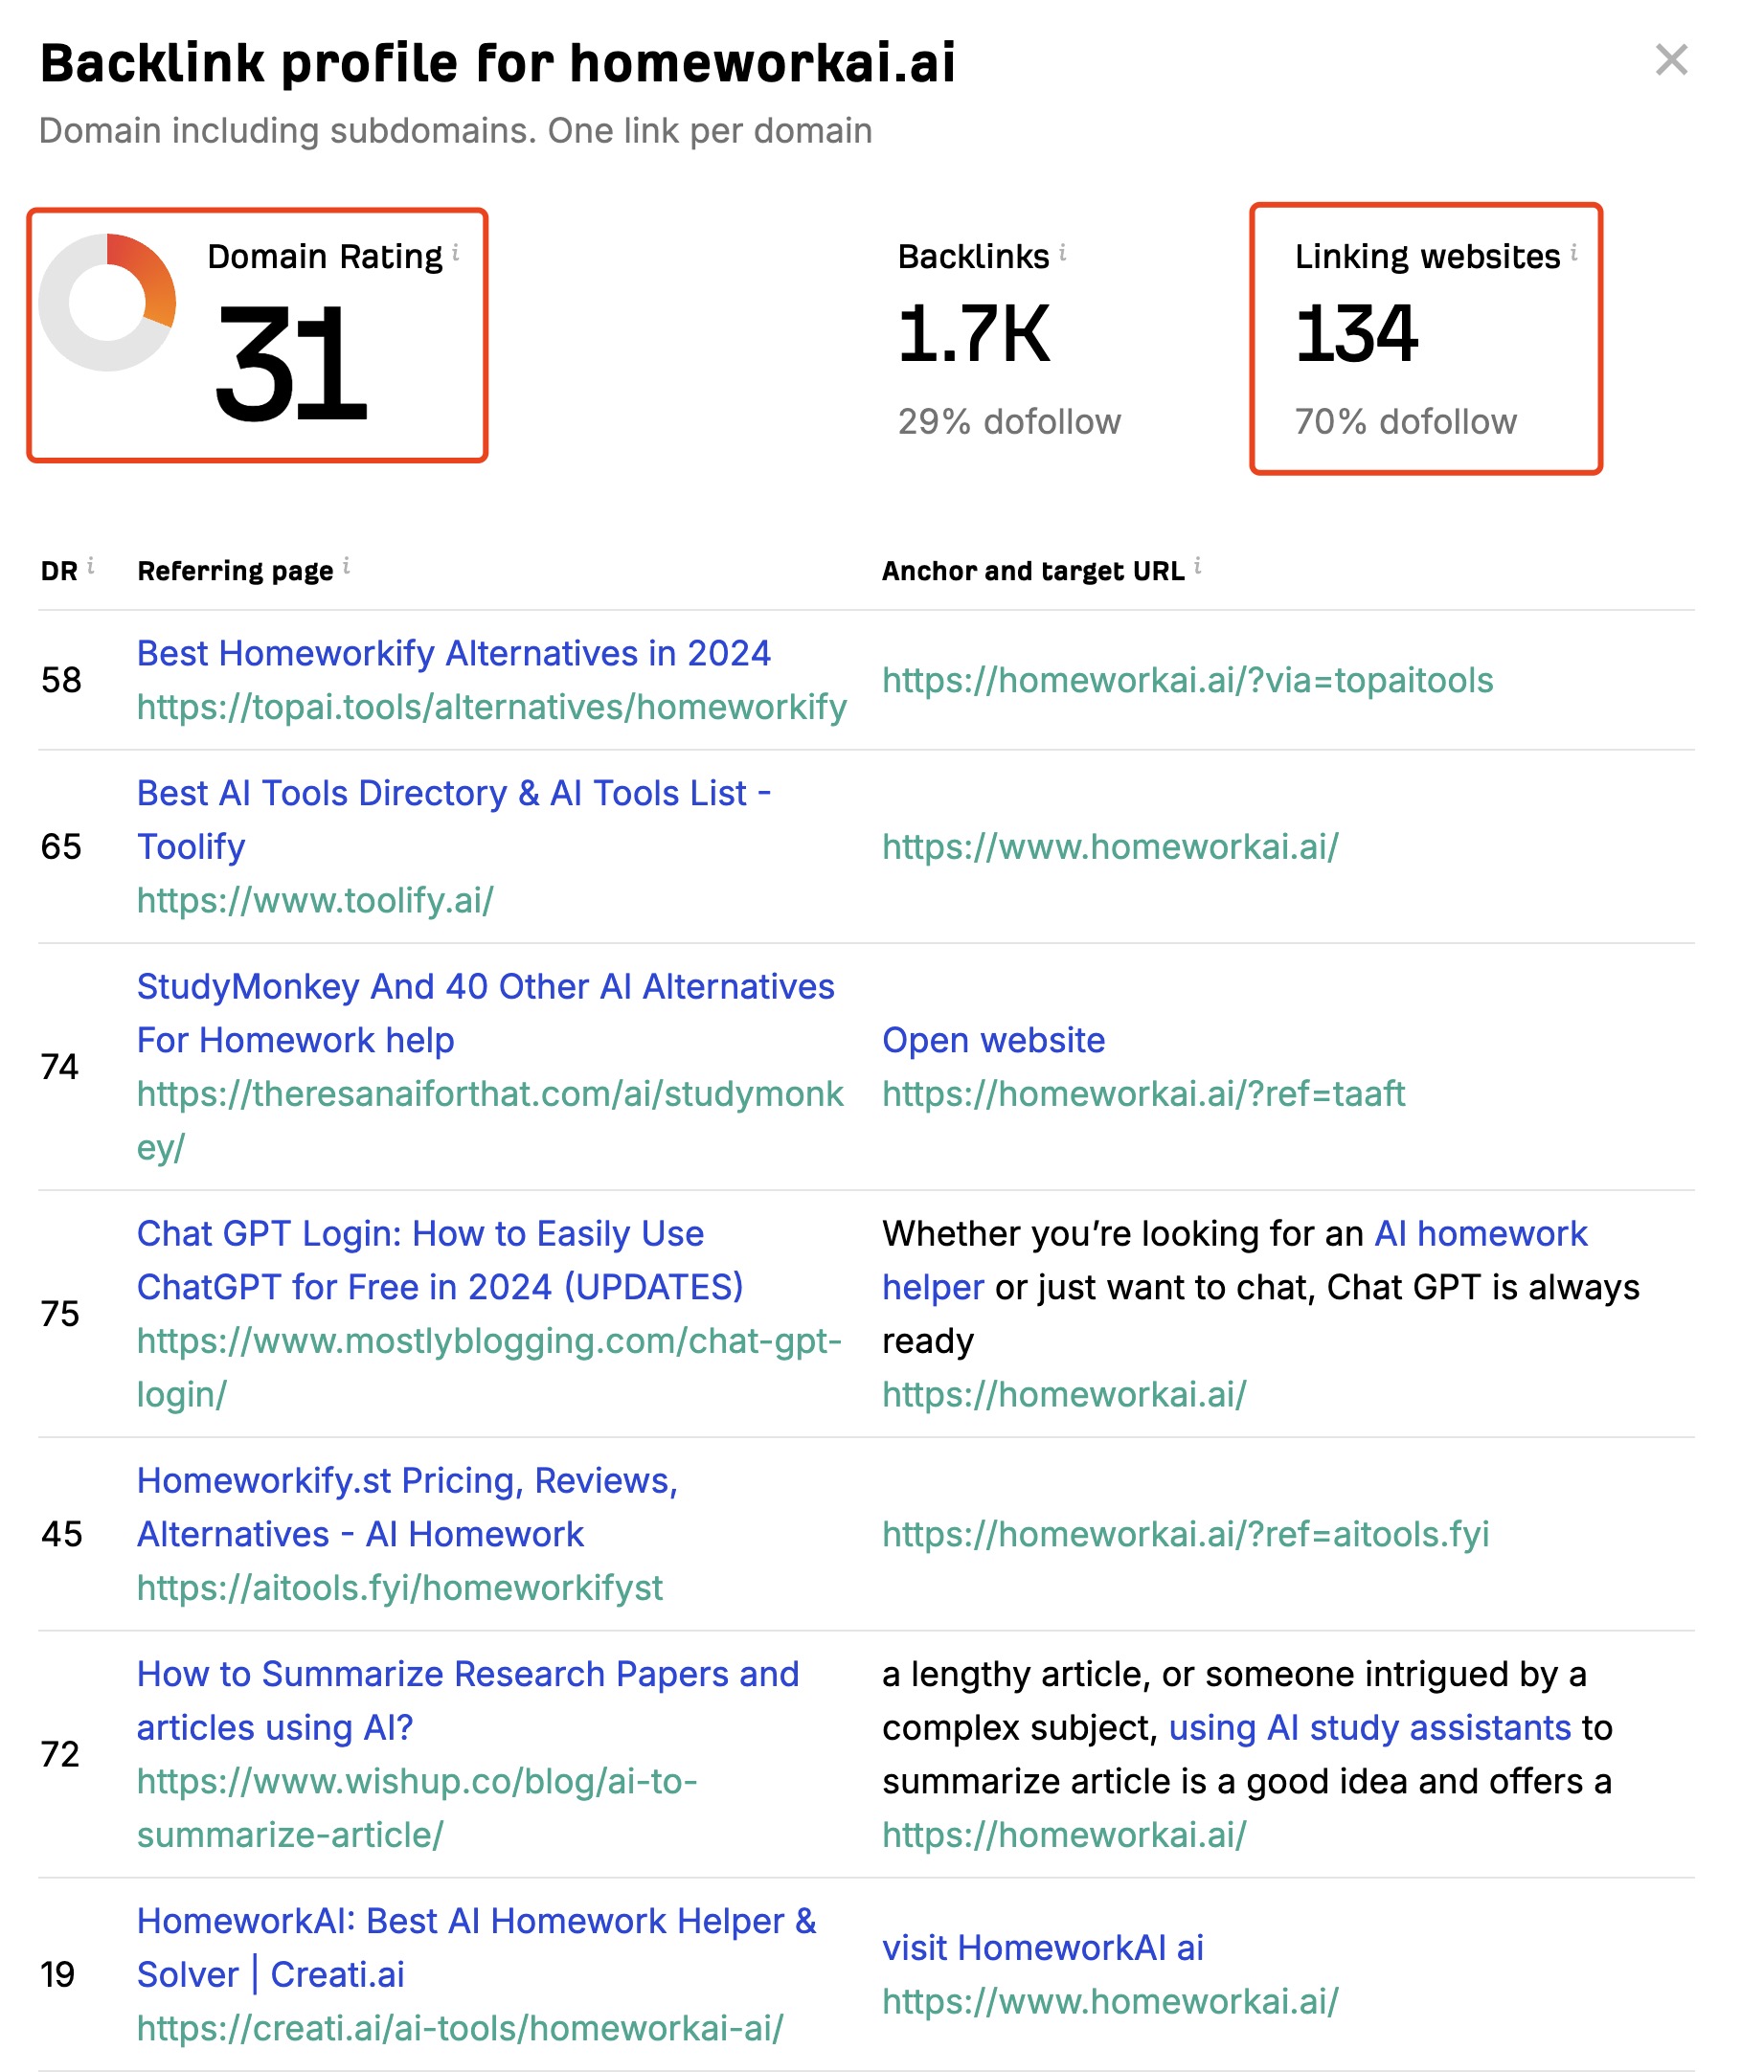 Backlink profile for homeworkai.ai
Domain including subdomains. One link per domain
Domain Rating i
31
Backlinks i
1.7K
29% dofollow
Linking websites i
134
70% dofollow
DR i
Referring page i
Anchor and target URL i
58
Best Homeworkify Alternatives in 2024
https://topai.tools/alternatives/homeworkify
https://homeworkai.ai/?via=topaitools
65
Best AI Tools Directory & AI Tools List -
Toolify
https://www.toolify.ai/
https://www.homeworkai.ai/
74
StudyMonkey And 40 Other AI Alternatives
For Homework help
https://theresanaiforthat.com/ai/studymonk
ey/
Open website
https://homeworkai.ai/?ref=taaft
75
Chat GPT Login: How to Easily Use
ChatGPT for Free in 2024 (UPDATES)
https://www.mostlyblogging.com/chat-gpt-
login/
Whether you’re looking for an AI homework
helper or just want to chat, Chat GPT is always
ready
https://homeworkai.ai/
45
Homeworkify.st Pricing, Reviews,
Alternatives - AI Homework
https://aitools.fyi/homeworkifyst
https://homeworkai.ai/?ref=aitools.fyi
72
How to Summarize Research Papers and
articles using AI?
https://www.wishup.co/blog/ai-to-
summarize-article/
a lengthy article, or someone intrigued by a
complex subject, using AI study assistants to
summarize article is a good idea and offers a
https://homeworkai.ai/
19
HomeworkAI: Best AI Homework Helper &
Solver | Creati.ai
https://creati.ai/ai-tools/homeworkai-ai/
visit HomeworkAI ai
https://www.homeworkai.ai/